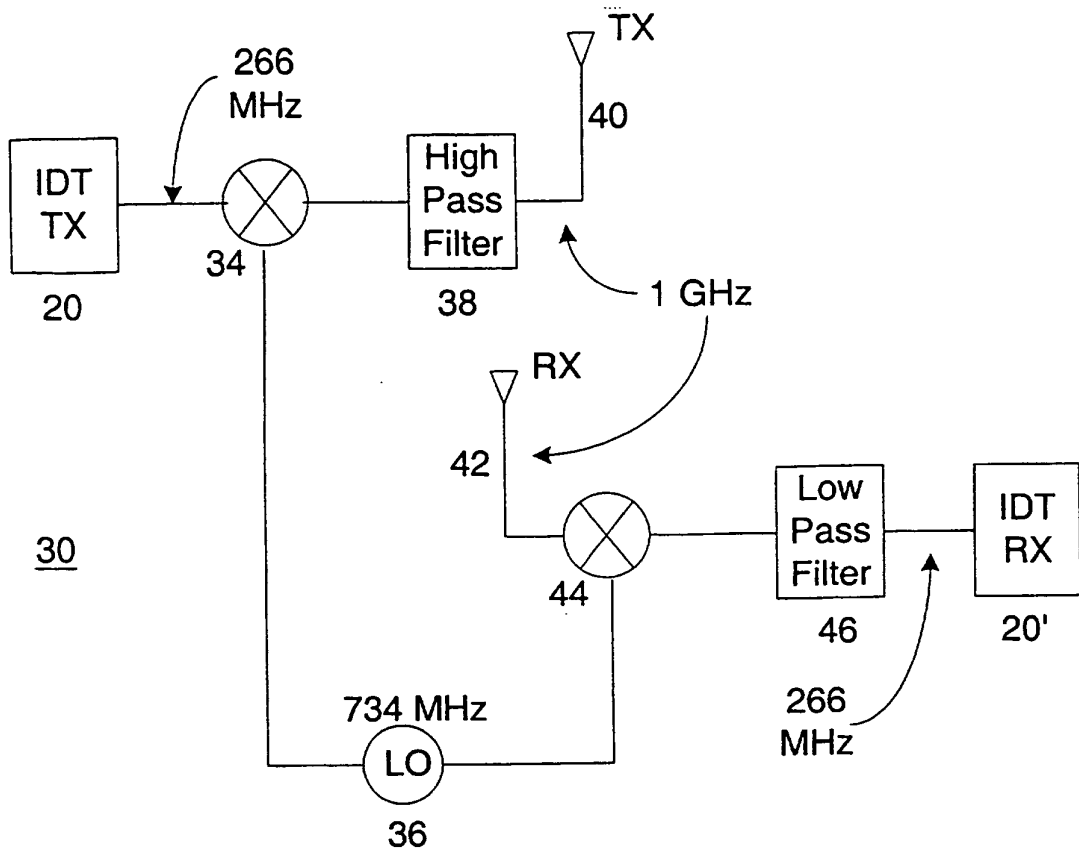 TX
266
MHz
40
IDT
TX
High
Pass
Filter
34
20
38
1 GHz
RX
42
Low
Pass
Filter
IDT
RX
30
44
46
20'
734 MHz
266
MHz
LO
36